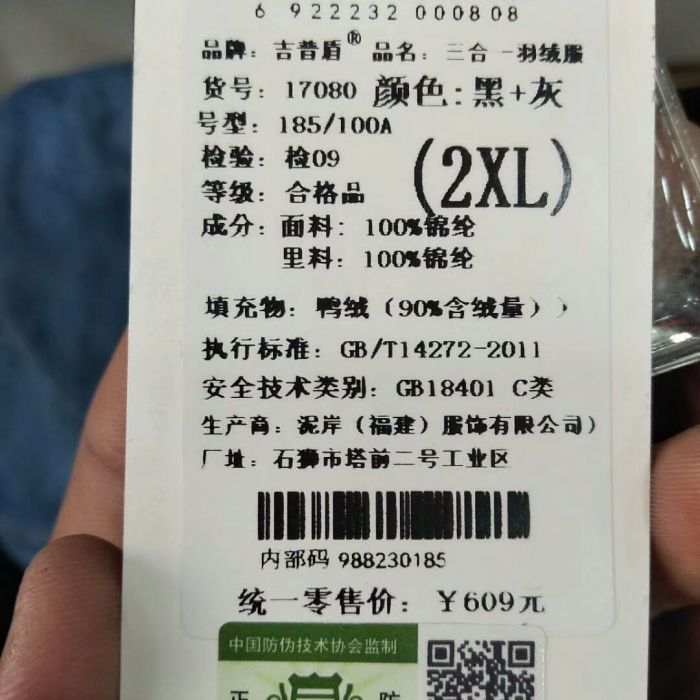 6 922232 000808
品牌：吉普盾® 品名：三合一羽绒服
货号：17080 颜色：黑+灰
号型：185/100A
检验：检09
(2XL)
等级：合格品
成分：面料：100%锦纶
里料：100%锦纶
填充物：鸭绒（90%含绒量））
执行标准：GB/T14272-2011
安全技术类别：GB18401 C类
生产商：泥岸（福建）服饰有限公司）
厂址：石狮市塔前二号工业区
内部码 988230185
统一零售价：￥609元
中国防伪技术协会监制
正 防